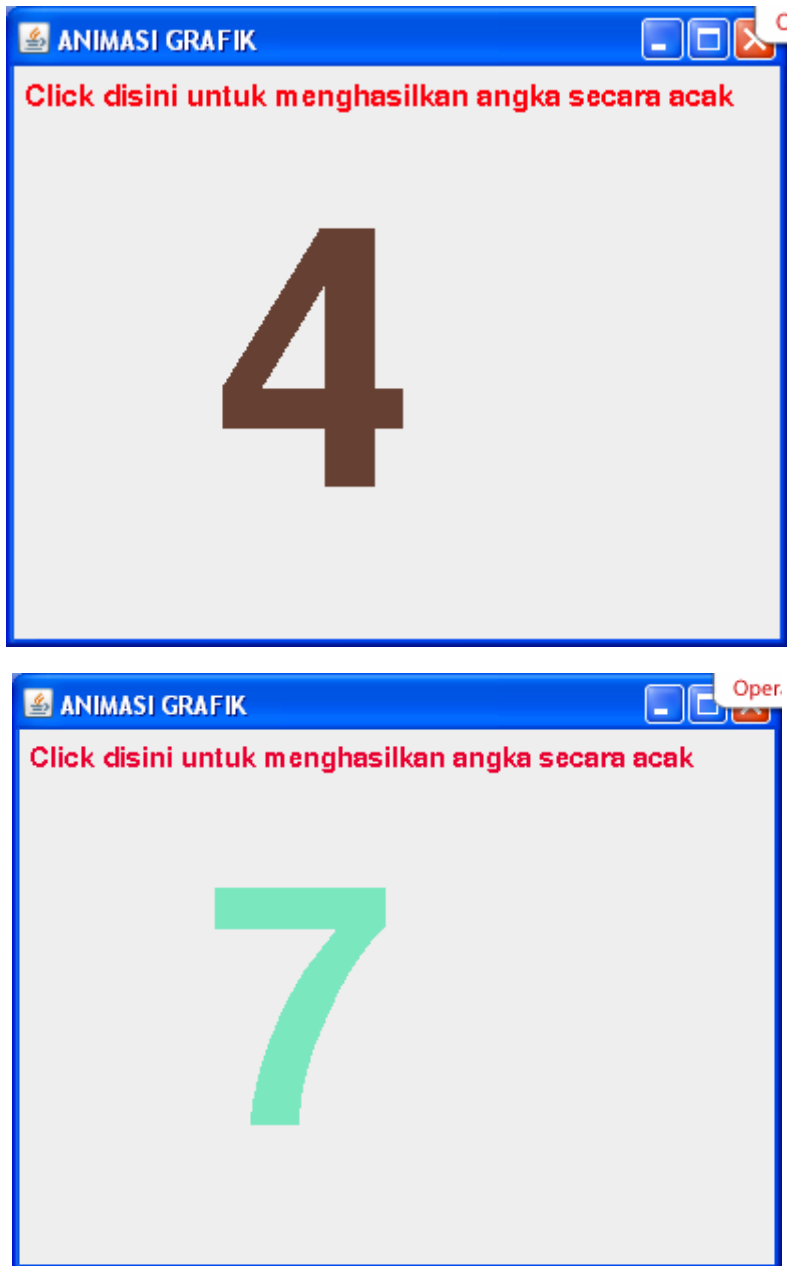 ANIMASI GRAFIK
Click disini untuk menghasilkan angka secara acak
4
ANIMASI GRAFIK
Click disini untuk menghasilkan angka secara acak
7